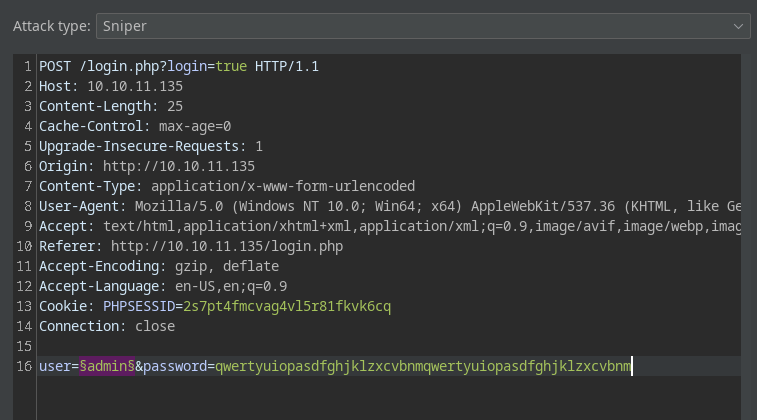 Attack type: Sniper
1 POST /login.php?login=true HTTP/1.1
2 Host: 10.10.11.135
3 Content-Length: 25
4 Cache-Control: max-age=0
5 Upgrade-Insecure-Requests: 1
6 Origin: http://10.10.11.135
7 Content-Type: application/x-www-form-urlencoded
8 User-Agent: Mozilla/5.0 (Windows NT 10.0; Win64; x64) AppleWebKit/537.36 (KHTML, like Ge
9 Accept: text/html,application/xhtml+xml,application/xml;q=0.9,image/avif,image/webp,imag
10 Referer: http://10.10.11.135/login.php
11 Accept-Encoding: gzip, deflate
12 Accept-Language: en-US,en;q=0.9
13 Cookie: PHPSESSID=2s7pt4fmcvag4vl5r81fkvk6cq
14 Connection: close
15
16 user=§admin§&password=qwertyuiopasdfghjklzxcvbnmqwertyuiopasdfghjklzxcvbnm